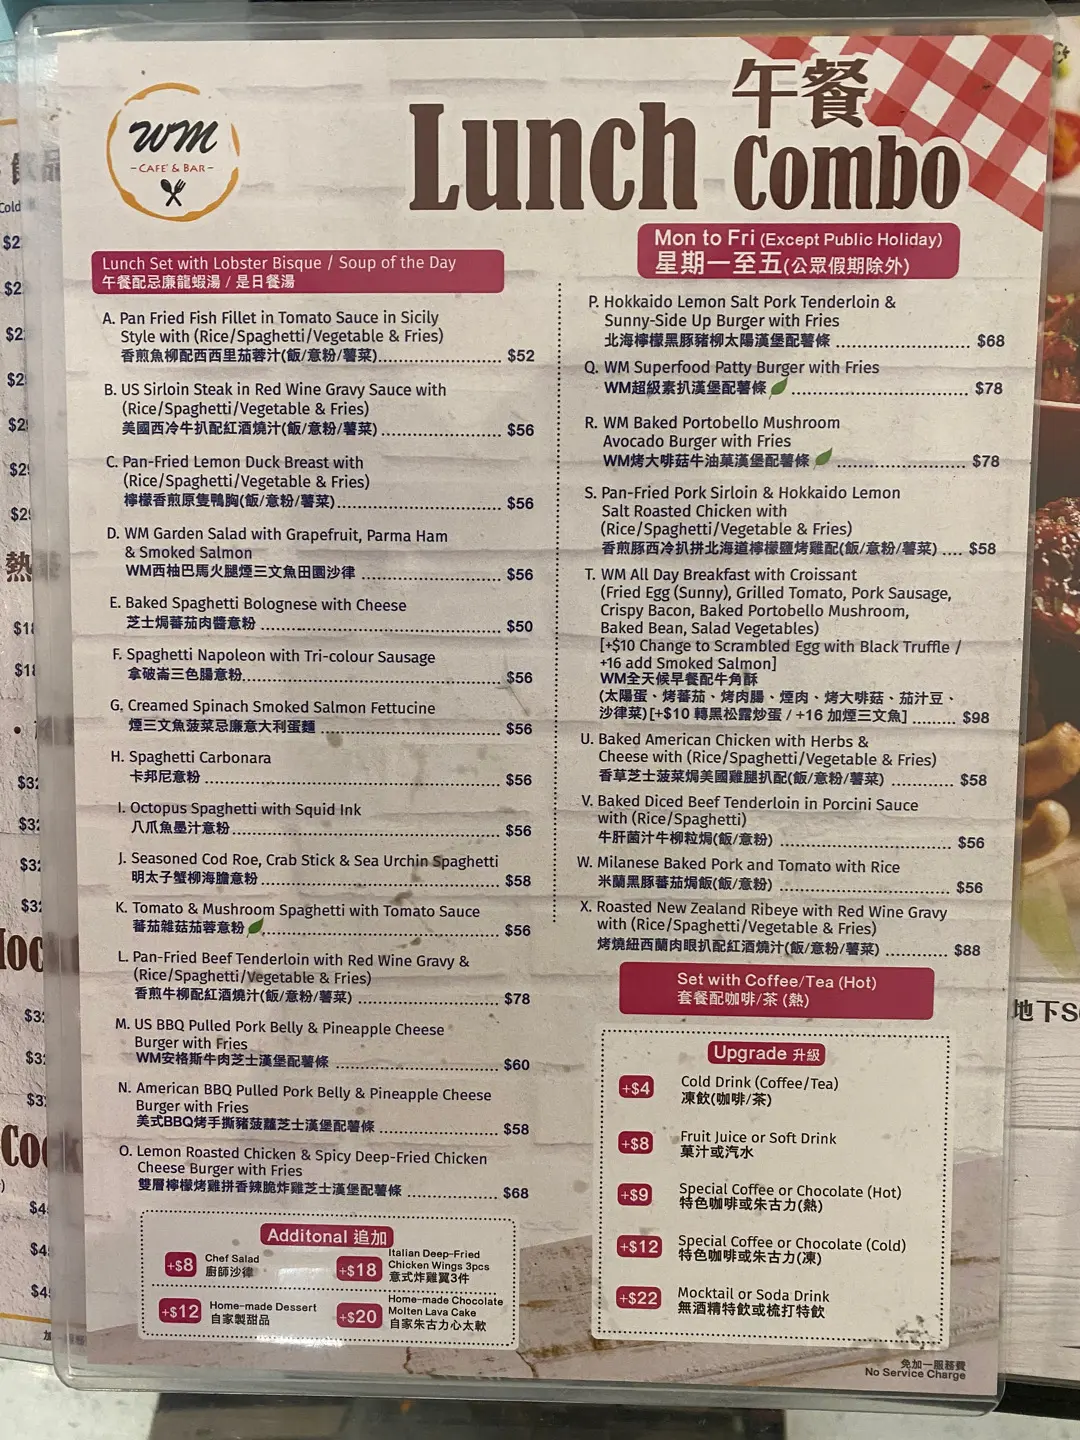 WM
-CAFE' & BAR-
午餐
Lunch Combo
Mon to Fri (Except Public Holiday)
星期一至五(公眾假期除外)
Lunch Set with Lobster Bisque / Soup of the Day
午餐配忌廉龍蝦湯 / 是日餐湯
A. Pan Fried Fish Fillet in Tomato Sauce in Sicily
Style with (Rice/Spaghetti/Vegetable & Fries)
香煎魚柳配西西里茄蓉汁(飯/意粉/薯菜) $52
B. US Sirloin Steak in Red Wine Gravy Sauce with
(Rice/Spaghetti/Vegetable & Fries)
美國西冷牛扒配紅酒燒汁(飯/意粉/薯菜) $56
C. Pan-Fried Lemon Duck Breast with
(Rice/Spaghetti/Vegetable & Fries)
檸檬香煎原隻鴨胸(飯/意粉/薯菜) $56
D. WM Garden Salad with Grapefruit, Parma Ham
& Smoked Salmon
WM西柚巴馬火腿煙三文魚田園沙律 $56
E. Baked Spaghetti Bolognese with Cheese
芝士焗蕃茄肉醬意粉 $50
F. Spaghetti Napoleon with Tri-colour Sausage
拿破崙三色腸意粉 $56
G. Creamed Spinach Smoked Salmon Fettucine
煙三文魚菠菜忌廉意大利蛋麵 $56
H. Spaghetti Carbonara
卡邦尼意粉 $56
I. Octopus Spaghetti with Squid Ink
八爪魚墨汁意粉 $56
J. Seasoned Cod Roe, Crab Stick & Sea Urchin Spaghetti
明太子蟹柳海膽意粉 $58
K. Tomato & Mushroom Spaghetti with Tomato Sauce
蕃茄雜菇茄蓉意粉 $56
L. Pan-Fried Beef Tenderloin with Red Wine Gravy &
(Rice/Spaghetti/Vegetable & Fries)
香煎牛柳配紅酒燒汁(飯/意粉/薯菜) $78
M. US BBQ Pulled Pork Belly & Pineapple Cheese
Burger with Fries
WM安格斯牛肉芝士漢堡配薯條 $60
N. American BBQ Pulled Pork Belly & Pineapple Cheese
Burger with Fries
美式BBQ烤手撕豬菠蘿芝士漢堡配薯條 $58
O. Lemon Roasted Chicken & Spicy Deep-Fried Chicken
Cheese Burger with Fries
雙層檸檬烤雞拼香辣脆炸雞芝士漢堡配薯條 $68
Additonal 追加
+$8 Chef Salad
廚師沙律
+$18 Italian Deep-Fried
Chicken Wings 3pcs
意式炸雞翼3件
+$12 Home-made Dessert
自家製甜品
+$20 Home-made Chocolate
Molten Lava Cake
自家朱古力心太軟
P. Hokkaido Lemon Salt Pork Tenderloin &
Sunny-Side Up Burger with Fries
北海檸檬黑豚豬柳太陽漢堡配薯條 $68
Q. WM Superfood Patty Burger with Fries
WM超級素扒漢堡配薯條 $78
R. WM Baked Portobello Mushroom
Avocado Burger with Fries
WM烤大啡菇牛油菓漢堡配薯條 $78
S. Pan-Fried Pork Sirloin & Hokkaido Lemon
Salt Roasted Chicken with
(Rice/Spaghetti/Vegetable & Fries)
香煎豚西冷扒拼北海道檸檬鹽烤雞配(飯/意粉/薯菜) $58
T. WM All Day Breakfast with Croissant
(Fried Egg (Sunny), Grilled Tomato, Pork Sausage,
Crispy Bacon, Baked Portobello Mushroom,
Baked Bean, Salad Vegetables)
[+$10 Change to Scrambled Egg with Black Truffle /
+16 add Smoked Salmon]
WM全天候早餐配牛角酥
(太陽蛋、烤蕃茄、烤肉腸、煙肉、烤大啡菇、茄汁豆、
沙律菜) [+$10 轉黑松露炒蛋 / +16 加煙三文魚] $98
U. Baked American Chicken with Herbs &
Cheese with (Rice/Spaghetti/Vegetable & Fries)
香草芝士菠菜焗美國雞腿扒配(飯/意粉/薯菜) $58
V. Baked Diced Beef Tenderloin in Porcini Sauce
with (Rice/Spaghetti)
牛肝菌汁牛柳粒焗(飯/意粉) $56
W. Milanese Baked Pork and Tomato with Rice
米蘭黑豚蕃茄焗飯(飯/意粉) $56
X. Roasted New Zealand Ribeye with Red Wine Gravy
with (Rice/Spaghetti/Vegetable & Fries)
烤燒紐西蘭肉眼扒配紅酒燒汁(飯/意粉/薯菜) $88
Set with Coffee/Tea (Hot)
套餐配咖啡/茶 (熱)
Upgrade 升級
+$4 Cold Drink (Coffee/Tea)
凍飲(咖啡/茶)
+$8 Fruit Juice or Soft Drink
菓汁或汽水
+$9 Special Coffee or Chocolate (Hot)
特色咖啡或朱古力(熱)
+$12 Special Coffee or Chocolate (Cold)
特色咖啡或朱古力(凍)
+$22 Mocktail or Soda Drink
無酒精特飲或梳打特飲
免加一服務費
No Service Charge
地下